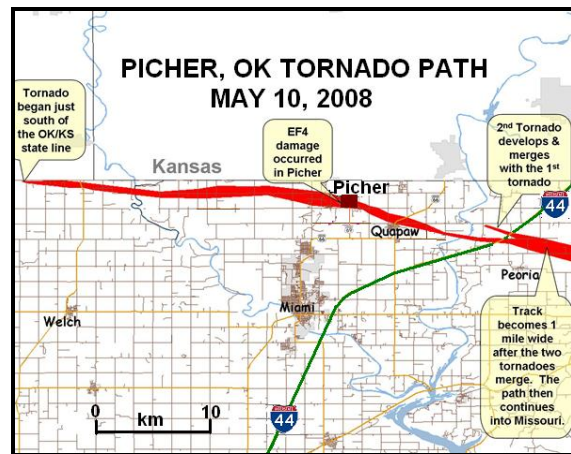 PICHER, OK TORNADO PATH
MAY 10, 2008
Tornado
began just
south of
the OK/KS
state line
EF4
damage
occurred
in Picher
2nd Tornado
develops &
merges
with the 1st
tornado
Kansas
Picher
44
Quapaw
Peoria
Miami
Welch
Track
becomes 1
mile wide
after the two
tornadoes
merge. The
path then
continues
into Missouri.
0 10
km
44